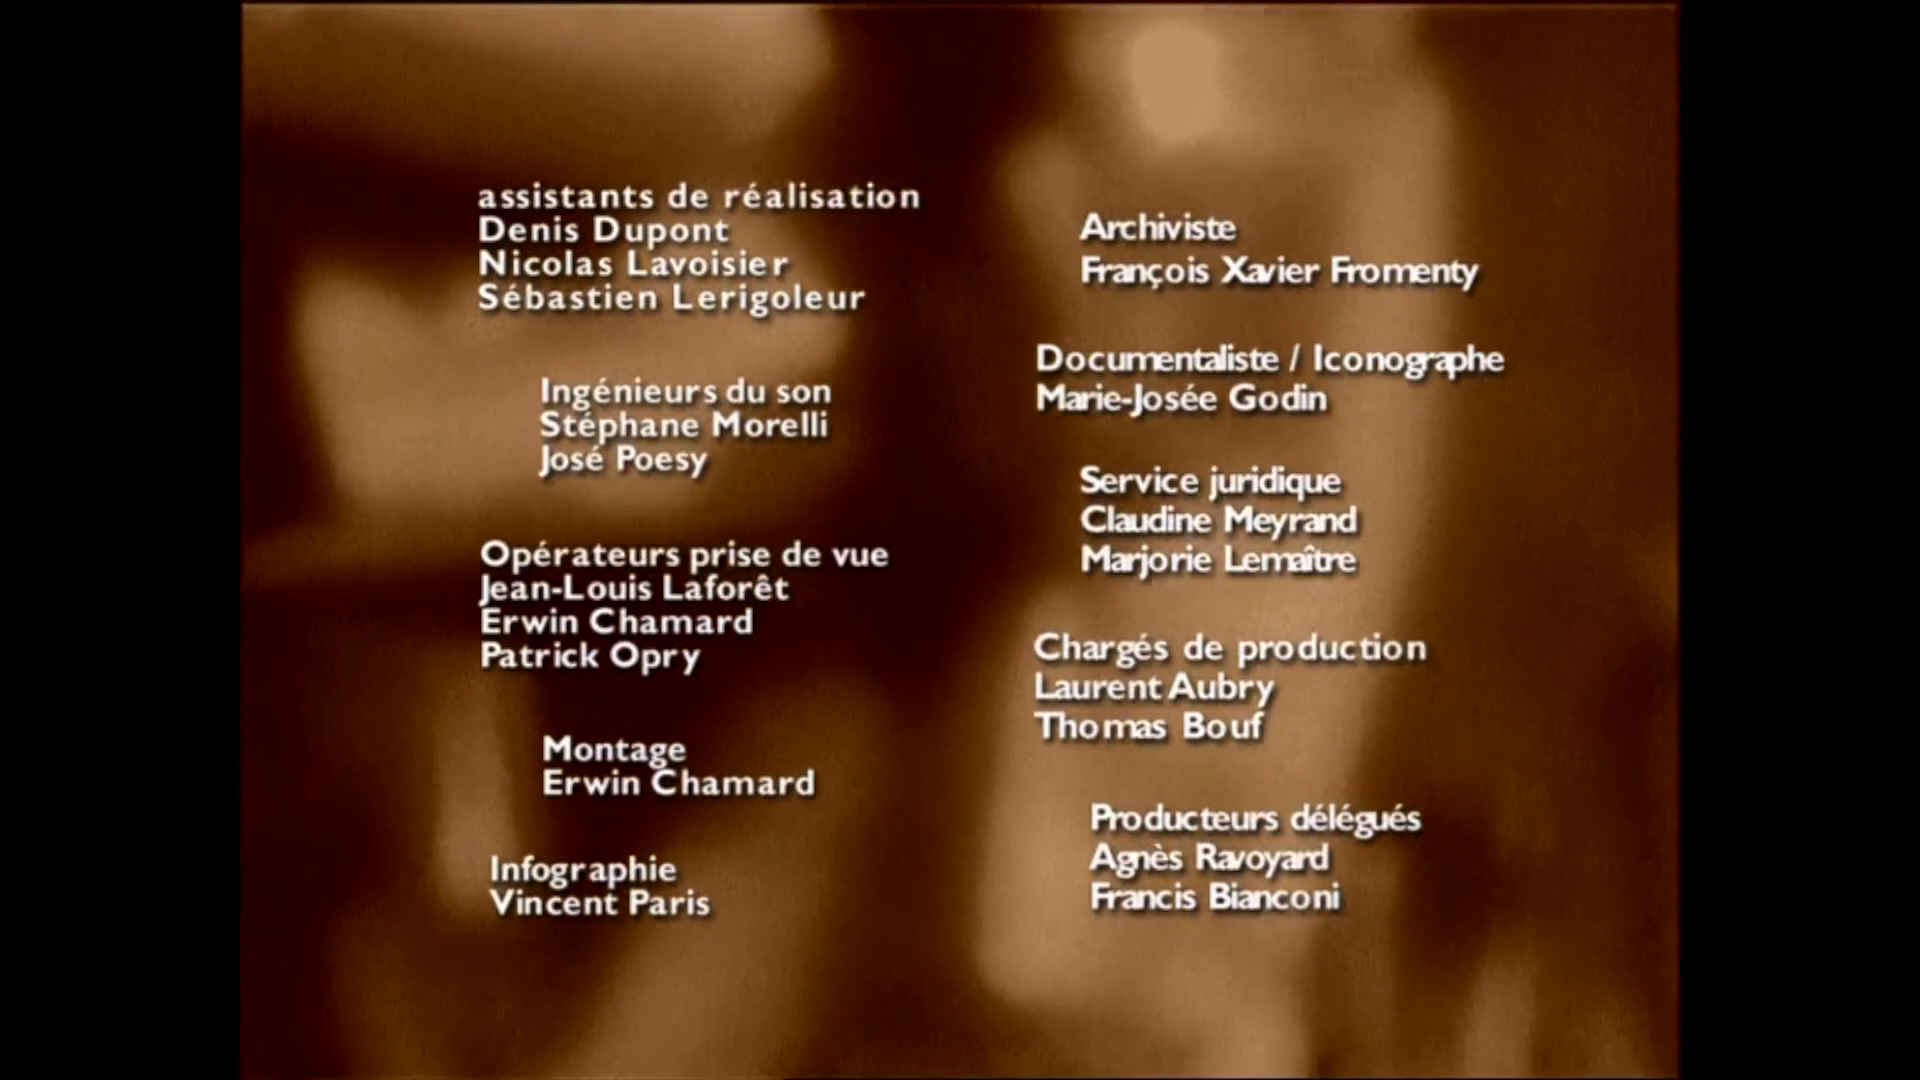 assistants de réalisation
Denis Dupont
Nicolas Lavoisier
Sébastien Lerigoleur
Ingénieurs du son
Stéphane Morelli
José Poesy
Opérateurs prise de vue
Jean-Louis Laforêt
Erwin Chamard
Patrick Opry
Montage
Erwin Chamard
Infographie
Vincent Paris
Archiviste
François Xavier Fromenty
Documentaliste / Iconographe
Marie-Josée Godin
Service juridique
Claudine Meyrand
Marjorie Lemaître
Chargés de production
Laurent Aubry
Thomas Bouf
Producteurs délégués
Agnès Ravoyard
Francis Bianconi